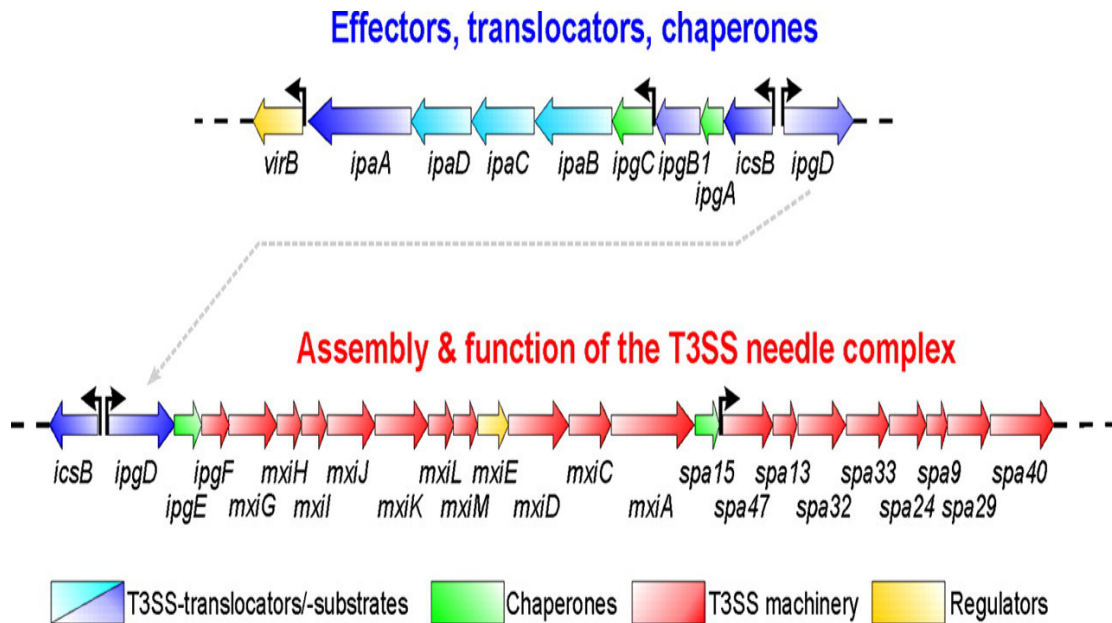 Effectors, translocators, chaperones
virB ipaA ipaD ipaC ipaB ipgC ipgB1 icsB ipgD
ipgA
Assembly & function of the T3SS needle complex
icsB ipgD ipgF mxiH mxiJ mxiL mxiE mxiC spa15 spa13 spa33 spa9 spa40
ipgE mxiG mxiI mxiK mxiM mxiD mxiA spa47 spa32 spa24 spa29
T3SS-translocators/-substrates Chaperones T3SS machinery Regulators